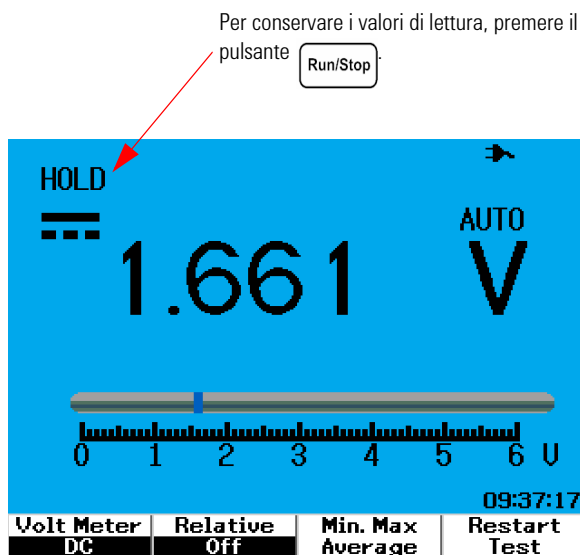 Per conservare i valori di lettura, premere il
pulsante Run/Stop.
HOLD
AUTO
1.661 V
0 1 2 3 4 5 6 V
09:37:17
Volt Meter Relative Min. Max Restart
DC Off Average Test